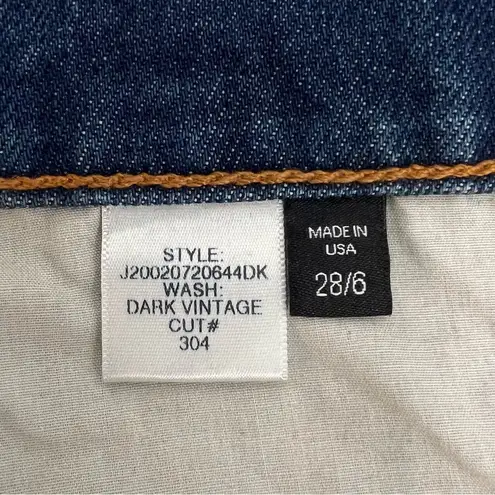 STYLE:
J20020720644DK
WASH:
DARK VINTAGE
CUT#
304
MADE IN
USA
28/6